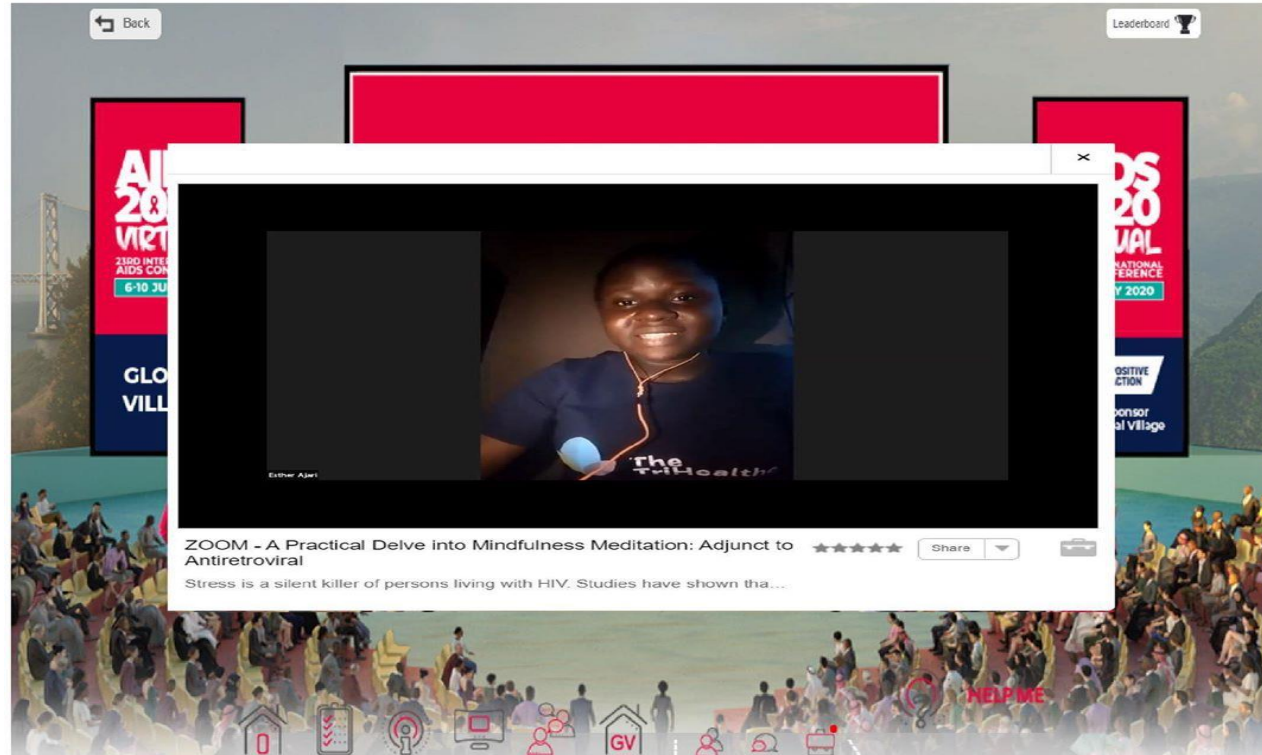 Back
Leaderboard
×
AI
20
VIRT
23RD INTE
AIDS CON
6-10 JU
GLO
VILL
DS
20
UAL
NATIONAL
FERENCE
Y 2020
OSITIVE
CTION
onsor
al Village
Esther Ajari
The
TriHealth
ZOOM - A Practical Delve into Mindfulness Meditation: Adjunct to
Antiretroviral
Share
Stress is a silent killer of persons living with HIV. Studies have shown tha...
HELP ME
GV